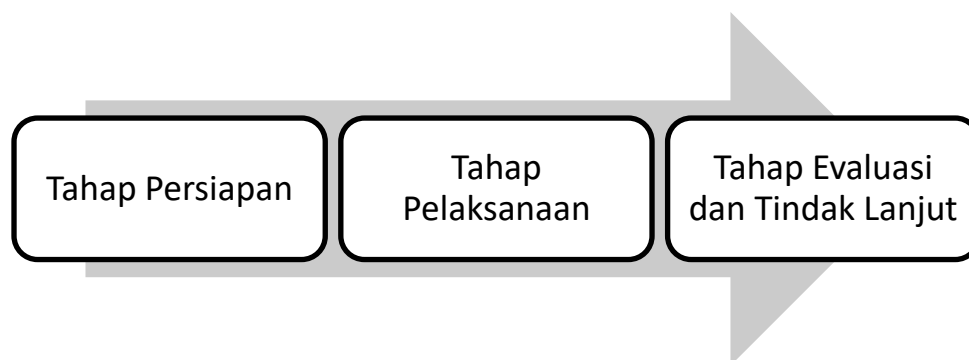 Tahap Persiapan
Tahap
Pelaksanaan
Tahap Evaluasi
dan Tindak Lanjut